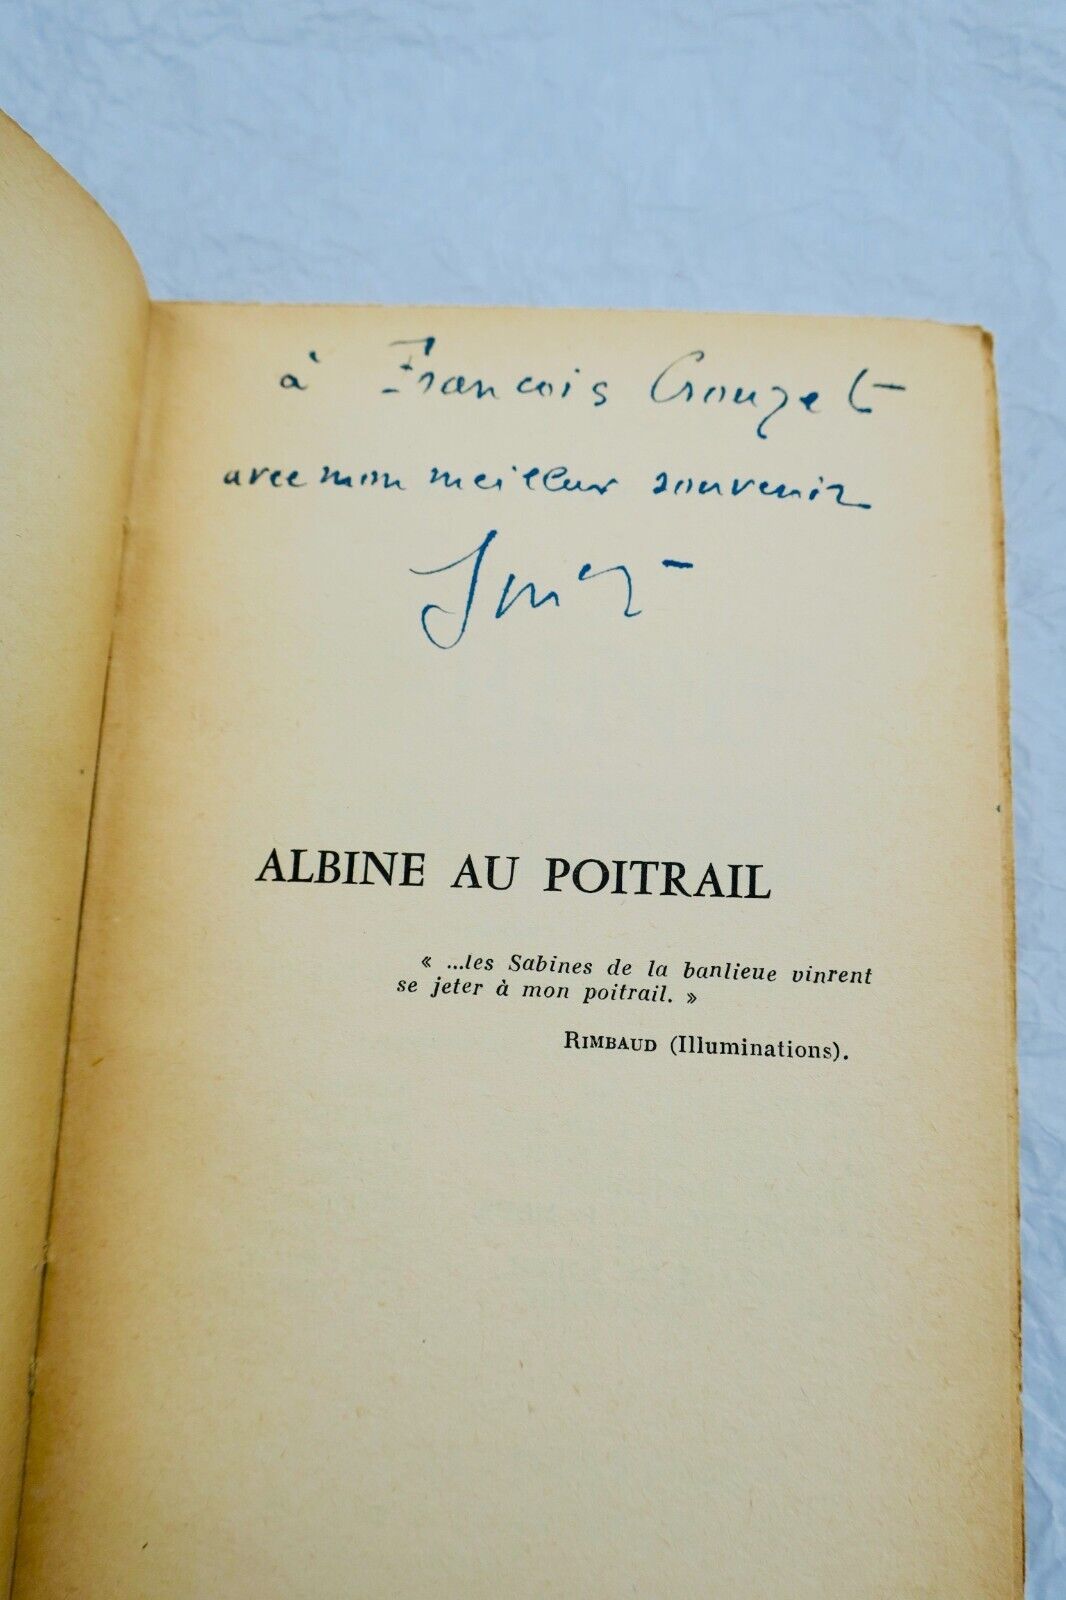 à François Crouzet
avec mon meilleur souvenir
ALBINE AU POITRAIL
« ...les Sabines de la banlieue vinrent
se jeter à mon poitrail. »
RIMBAUD (Illuminations).